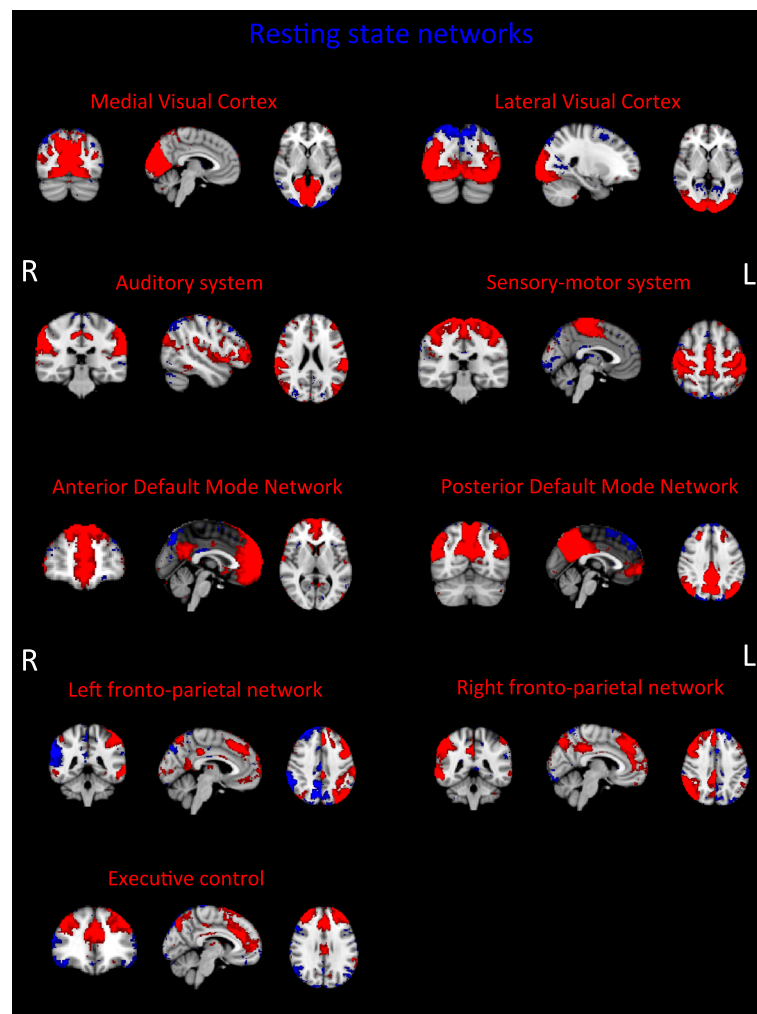 Resting state networks
Medial Visual Cortex
Lateral Visual Cortex
R
L
Auditory system
Sensory-motor system
Anterior Default Mode Network
Posterior Default Mode Network
R
L
Left fronto-parietal network
Right fronto-parietal network
Executive control